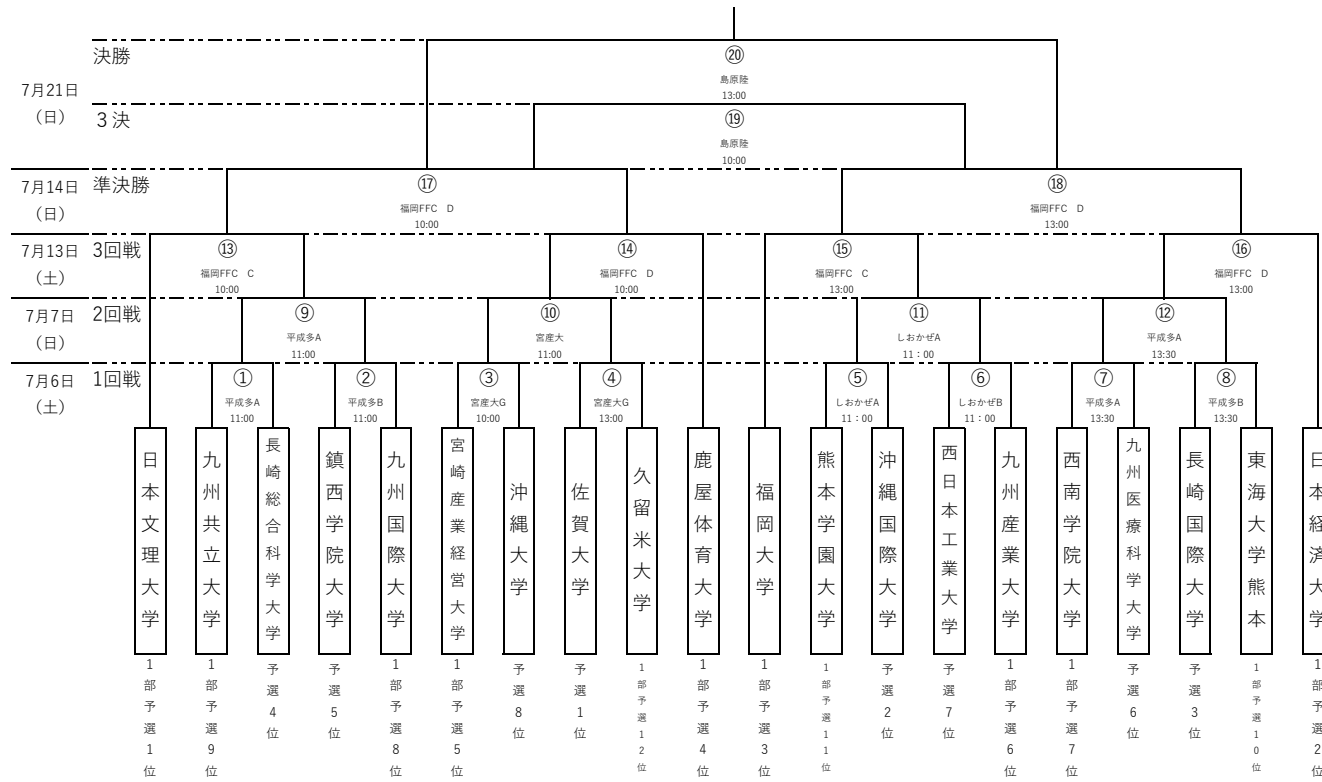 決勝
⑳
島原陸
13:00
7月21日
（日）
３決
⑲
島原陸
10:00
7月14日
（日）
準決勝
⑰
福岡FFC　D
10:00
⑱
福岡FFC　D
13:00
7月13日
（土）
3回戦
⑬
福岡FFC　C
10:00
⑭
福岡FFC　D
10:00
⑮
福岡FFC　C
13:00
⑯
福岡FFC　D
13:00
7月7日
（日）
2回戦
⑨
平成多A
11:00
⑩
宮産大
11:00
⑪
しおかぜA
11：00
⑫
平成多A
13:30
7月6日
（土）
1回戦
①
平成多A
11:00
②
平成多B
11:00
③
宮産大G
10:00
④
宮産大G
13:00
⑤
しおかぜA
11：00
⑥
しおかぜB
11：00
⑦
平成多A
13:30
⑧
平成多B
13:30
日本文理大学
九州共立大学
長崎総合科学大学
鎮西学院大学
九州国際大学
宮崎産業経営大学
沖縄大学
佐賀大学
久留米大学
鹿屋体育大学
福岡大学
熊本学園大学
沖縄国際大学
西日本工業大学
九州産業大学
西南学院大学
九州医療科学大学
長崎国際大学
東海大学熊本
日本経済大学
1部予選1位
1部予選9位
予選4位
予選5位
1部予選8位
1部予選5位
予選8位
予選1位
1部予選12位
1部予選4位
1部予選3位
1部予選11位
予選2位
予選7位
1部予選6位
1部予選7位
予選6位
予選3位
1部予選10位
1部予選2位